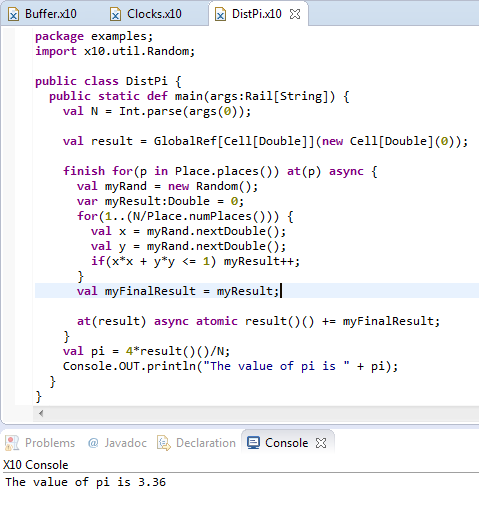 Buffer.x10 Clocks.x10 DistPi.x10
package examples;
import x10.util.Random;
public class DistPi {
public static def main(args:Rail[String]) {
val N = Int.parse(args(0));
val result = GlobalRef[Cell[Double]](new Cell[Double](0));
finish for(p in Place.places()) at(p) async {
val myRand = new Random();
var myResult:Double = 0;
for(1..(N/Place.numPlaces())) {
val x = myRand.nextDouble();
val y = myRand.nextDouble();
if(x*x + y*y <= 1) myResult++;
}
val myFinalResult = myResult;
at(result) async atomic result()() += myFinalResult;
}
val pi = 4*result()()/N;
Console.OUT.println("The value of pi is " + pi);
}
}
Problems @ Javadoc Declaration Console
X10 Console
The value of pi is 3.36